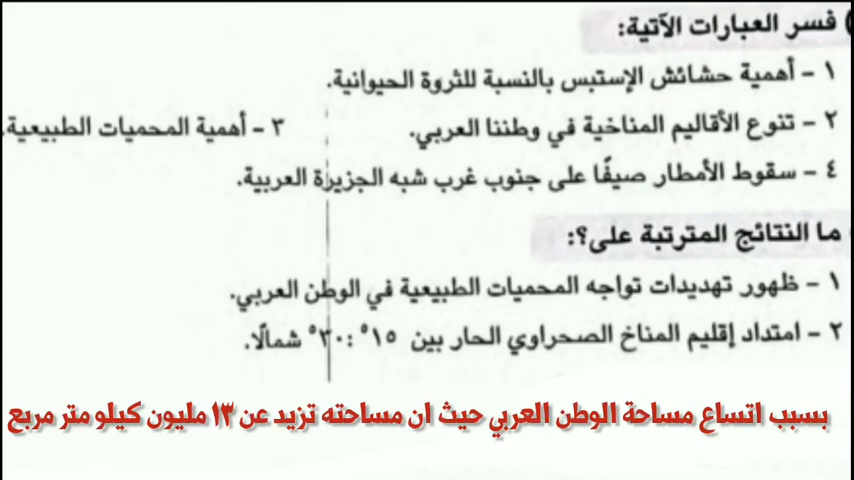 ) فسر العبارات الآتية:
١ - أهمية حشائش الإستبس بالنسبة للثروة الحيوانية.
٢ - تنوع الأقاليم المناخية في وطننا العربي. ٣ - أهمية المحميات الطبيعية.
٤ - سقوط الأمطار صيفًا على جنوب غرب شبه الجزيرة العربية.
ما النتائج المترتبة على؟:
١ - ظهور تهديدات تواجه المحميات الطبيعية في الوطن العربي.
٢ - امتداد إقليم المناخ الصحراوي الحار بين ١٥° :٣٠° شمالًا.
بسبب اتساع مساحة الوطن العربي حيث ان مساحته تزيد عن ١٣ مليون كيلو متر مربع